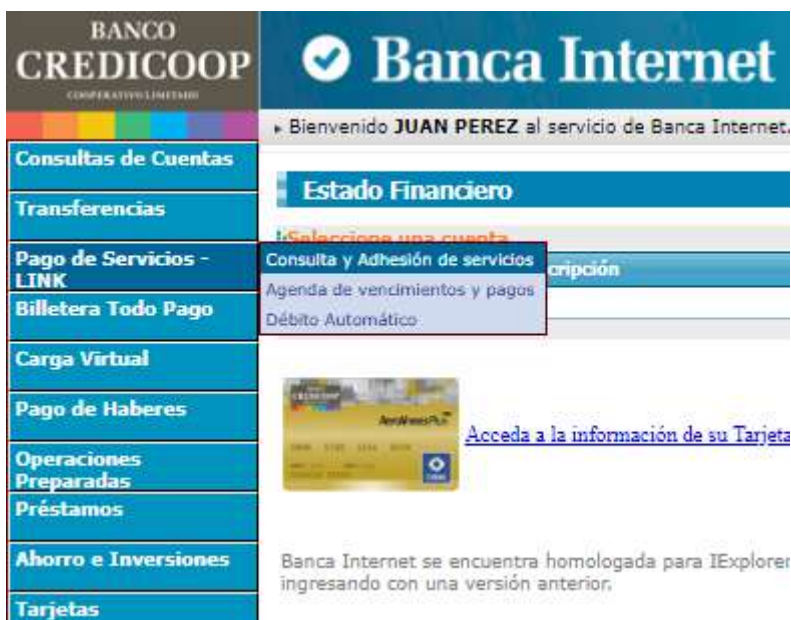 BANCO
CREDICOOP
COOPERATIVO LIMITADO
Banca Internet
Bienvenido JUAN PEREZ al servicio de Banca Internet.
Consultas de Cuentas
Transferencias
Pago de Servicios -
LINK
Billetera Todo Pago
Carga Virtual
Pago de Haberes
Operaciones
Preparadas
Préstamos
Ahorro e Inversiones
Tarjetas
Estado Financiero
Seleccione una cuenta
cripción
Consulta y Adhesión de servicios
Agenda de vencimientos y pagos
Débito Automático
Acceda a la información de su Tarjeta
Banca Internet se encuentra homologada para IExplorer
ingresando con una versión anterior.